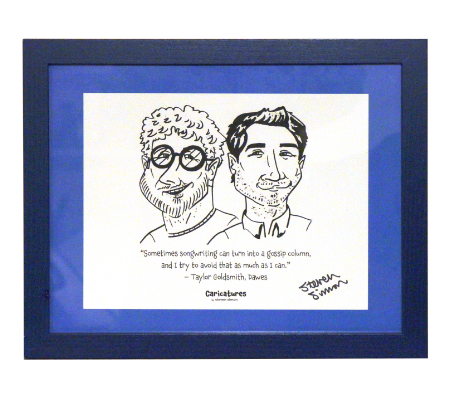 "Sometimes songwriting can turn into a gossip column,
and I try to avoid that as much as I can."
– Taylor Goldsmith, Dawes
Caricatures
Steven
Simon